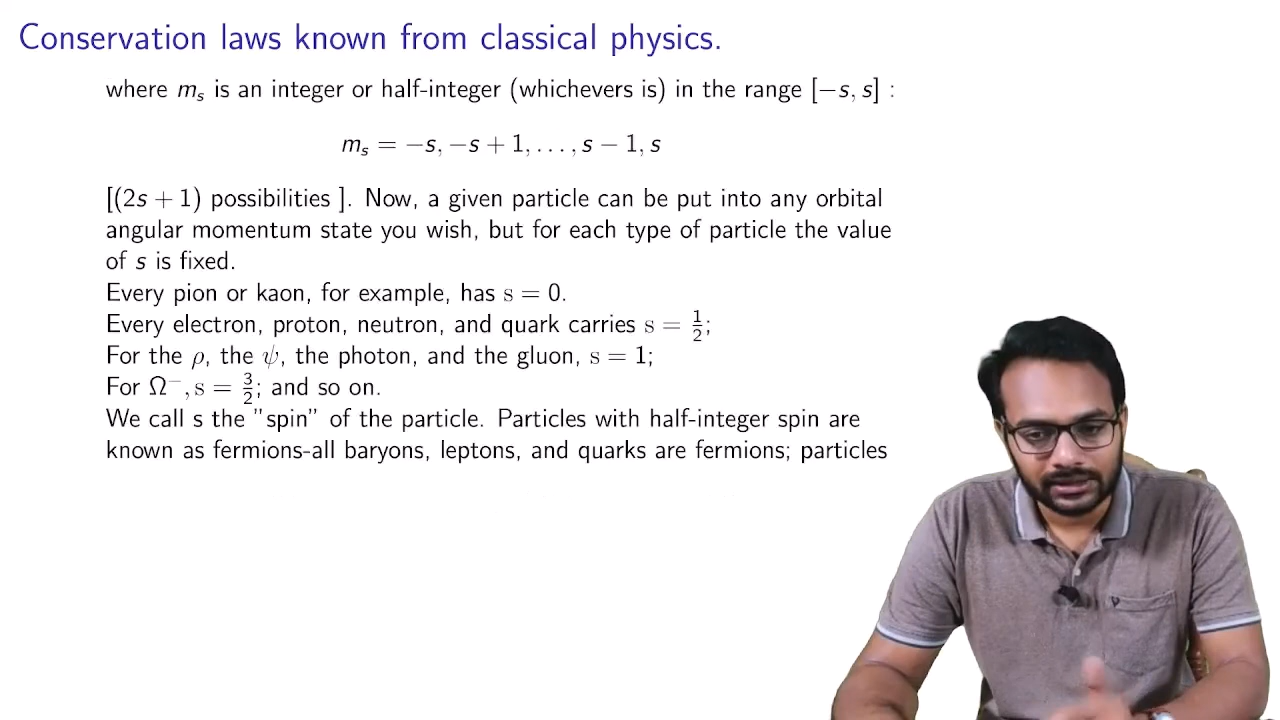 Conservation laws known from classical physics.
where mₛ is an integer or half-integer (whichevers is) in the range [−s, s] :
mₛ = −s, −s + 1, . . . , s − 1, s
[(2s + 1) possibilities ]. Now, a given particle can be put into any orbital
angular momentum state you wish, but for each type of particle the value
of s is fixed.
Every pion or kaon, for example, has s = 0.
Every electron, proton, neutron, and quark carries s = 1/2;
For the ρ, the ψ, the photon, and the gluon, s = 1;
For Ω⁻, s = 3/2; and so on.
We call s the "spin" of the particle. Particles with half-integer spin are
known as fermions-all baryons, leptons, and quarks are fermions; particles